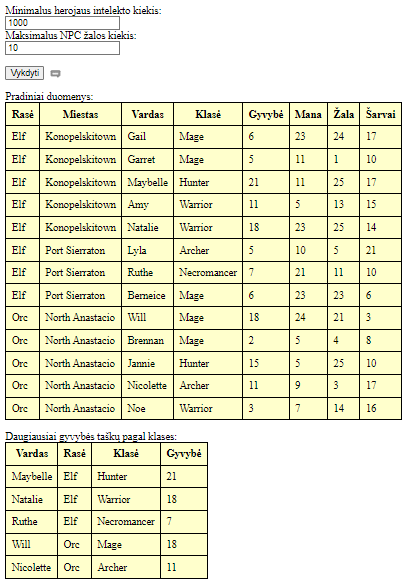 Minimalus herojaus intelekto kiekis:
1000
Maksimalus NPC žalos kiekis:
10
Vykdyti
Pradiniai duomenys:
Rasė Miestas Vardas Klasė Gyvybė Mana Žala Šarvai
Elf Konopelskitown Gail Mage 6 23 24 17
Elf Konopelskitown Garret Mage 5 11 1 10
Elf Konopelskitown Maybelle Hunter 21 11 25 17
Elf Konopelskitown Amy Warrior 11 5 13 15
Elf Konopelskitown Natalie Warrior 18 23 25 14
Elf Port Sierraton Lyla Archer 5 10 5 21
Elf Port Sierraton Ruthe Necromancer 7 21 11 10
Elf Port Sierraton Berneice Mage 6 23 23 6
Orc North Anastacio Will Mage 18 24 21 3
Orc North Anastacio Brennan Mage 2 5 4 8
Orc North Anastacio Jannie Hunter 15 5 25 10
Orc North Anastacio Nicolette Archer 11 9 3 17
Orc North Anastacio Noe Warrior 3 7 14 16
Daugiausiai gyvybės taškų pagal klases:
Vardas Rasė Klasė Gyvybė
Maybelle Elf Hunter 21
Natalie Elf Warrior 18
Ruthe Elf Necromancer 7
Will Orc Mage 18
Nicolette Orc Archer 11